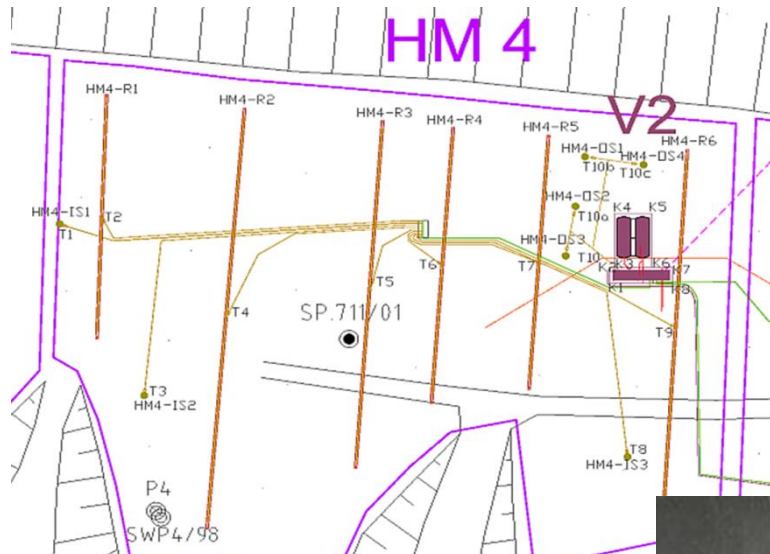 HM 4
HM4-R1
HM4-R2
HM4-R3
HM4-R4
HM4-R5
V2
HM4-R6
HM4-OS1
HM4-OS4
T10b
T10c
HM4-OS2
T10a
HM4-OS3
T10
K4
K5
HM4-IS1
T1
T2
T7
T6
T5
K3
K6
K7
K1
K8
T4
SP.711/01
T9
T3
HM4-IS2
T8
HM4-IS3
P4
SWP4/98